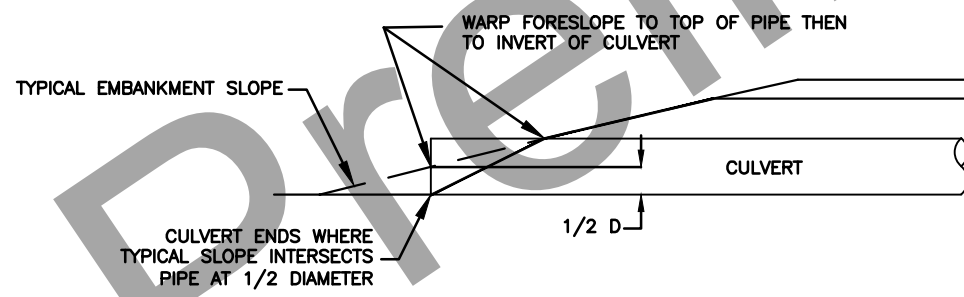 WARP FORESLOPE TO TOP OF PIPE THEN
TO INVERT OF CULVERT
TYPICAL EMBANKMENT SLOPE
CULVERT
1/2 D
CULVERT ENDS WHERE
TYPICAL SLOPE INTERSECTS
PIPE AT 1/2 DIAMETER